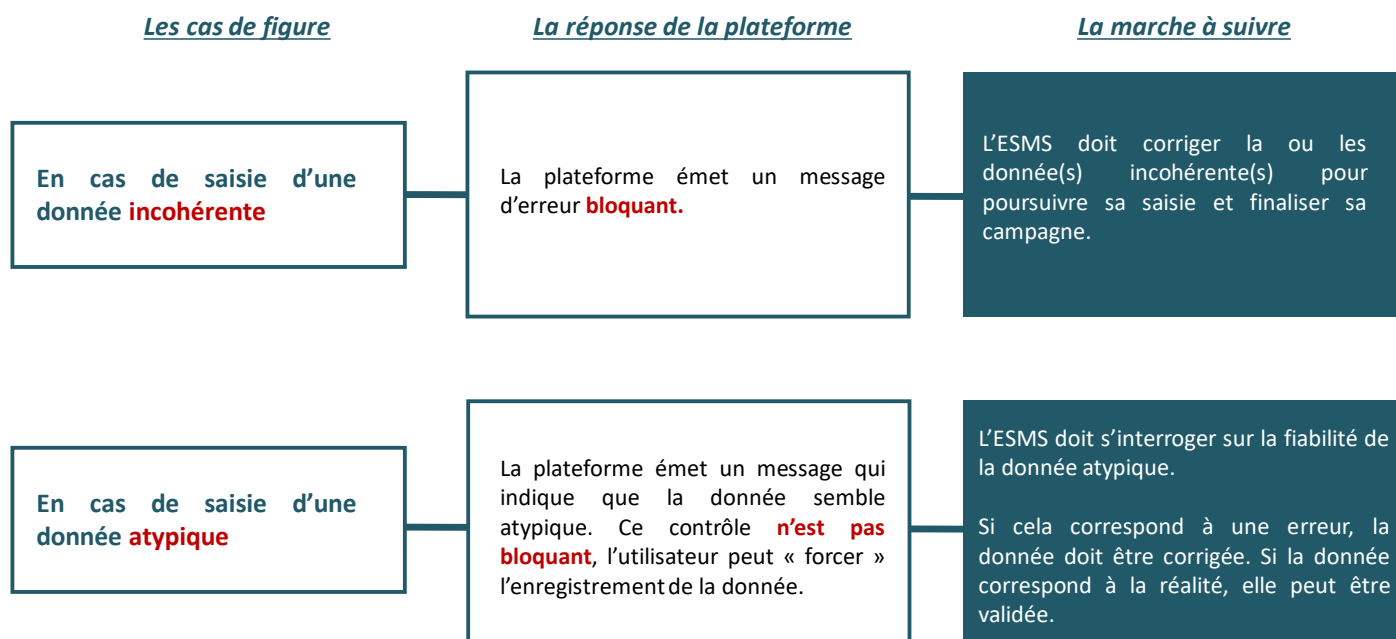 Les cas de figure
La réponse de la plateforme
La marche à suivre
En cas de saisie d’une
donnée incohérente
La plateforme émet un message
d’erreur bloquant.
L’ESMS doit corriger la ou les
donnée(s) incohérente(s) pour
poursuivre sa saisie et finaliser sa
campagne.
En cas de saisie d’une
donnée atypique
La plateforme émet un message qui
indique que la donnée semble
atypique. Ce contrôle n’est pas
bloquant, l’utilisateur peut « forcer »
l’enregistrement de la donnée.
L’ESMS doit s’interroger sur la fiabilité de
la donnée atypique.
Si cela correspond à une erreur, la
donnée doit être corrigée. Si la donnée
correspond à la réalité, elle peut être
validée.